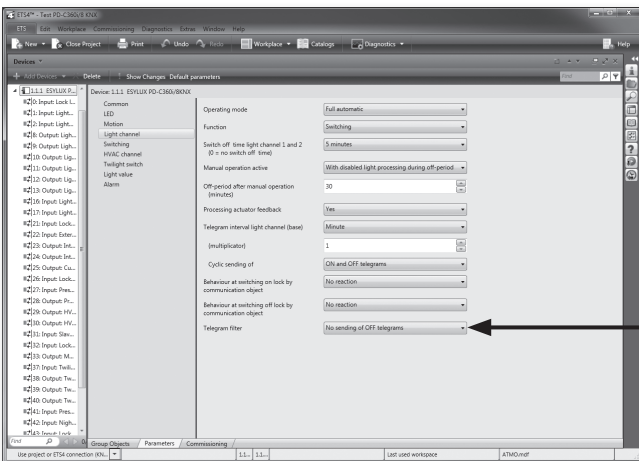 ETS4™ - Test PD-C360i/8 KNX
ETS Edit Workplace Commissioning Diagnostics Extras Window Help
New Close Project Print Undo Redo Workplace Catalogs Diagnostics Help
Devices
Add Devices Delete Show Changes Default parameters Find
1.1.1 ESYLUX P...
0: Input: Lock l...
1: Input: Light...
2: Input: Light...
8: Output: Ligh...
9: Output: Ligh...
10: Output: Lig...
11: Output: Lig...
12: Output: Lig...
13: Output: Lig...
16: Input: Light...
17: Input: Light...
21: Input: Lock...
22: Input: Exter...
23: Output: Int...
24: Output: Int...
25: Output: Cu...
26: Input: Lock...
27: Input: Pres...
28: Output: Pr...
29: Output: HV...
30: Output: HV...
31: Input: Slav...
32: Input: Lock...
33: Output: M...
37: Input: Twili...
38: Output: Tw...
39: Output: Tw...
40: Output: Tw...
41: Input: Pres...
42: Input: Nigh...
43: Input: Lock...
Find
Device: 1.1.1 ESYLUX PD-C360i/8KNX
Common
LED
Motion
Light channel
Switching
HVAC channel
Twilight switch
Light value
Alarm
Operating mode Full automatic
Function Switching
Switch off time light channel 1 and 2
(0 = no switch off time) 5 minutes
Manual operation active With disabled light processing during off-period
Off-period after manual operation
(minutes) 30
Processing actuator feedback Yes
Telegram interval light channel (base) Minute
(multiplicator) 1
Cyclic sending of ON and OFF telegrams
Behaviour at switching on lock by
communication object No reaction
Behaviour at switching off lock by
communication object No reaction
Telegram filter No sending of OFF telegrams
Group Objects Parameters Commissioning
Use project or ETS4 connection (KN... 1.1... 1.1... Last used workspace ATMO.mdf